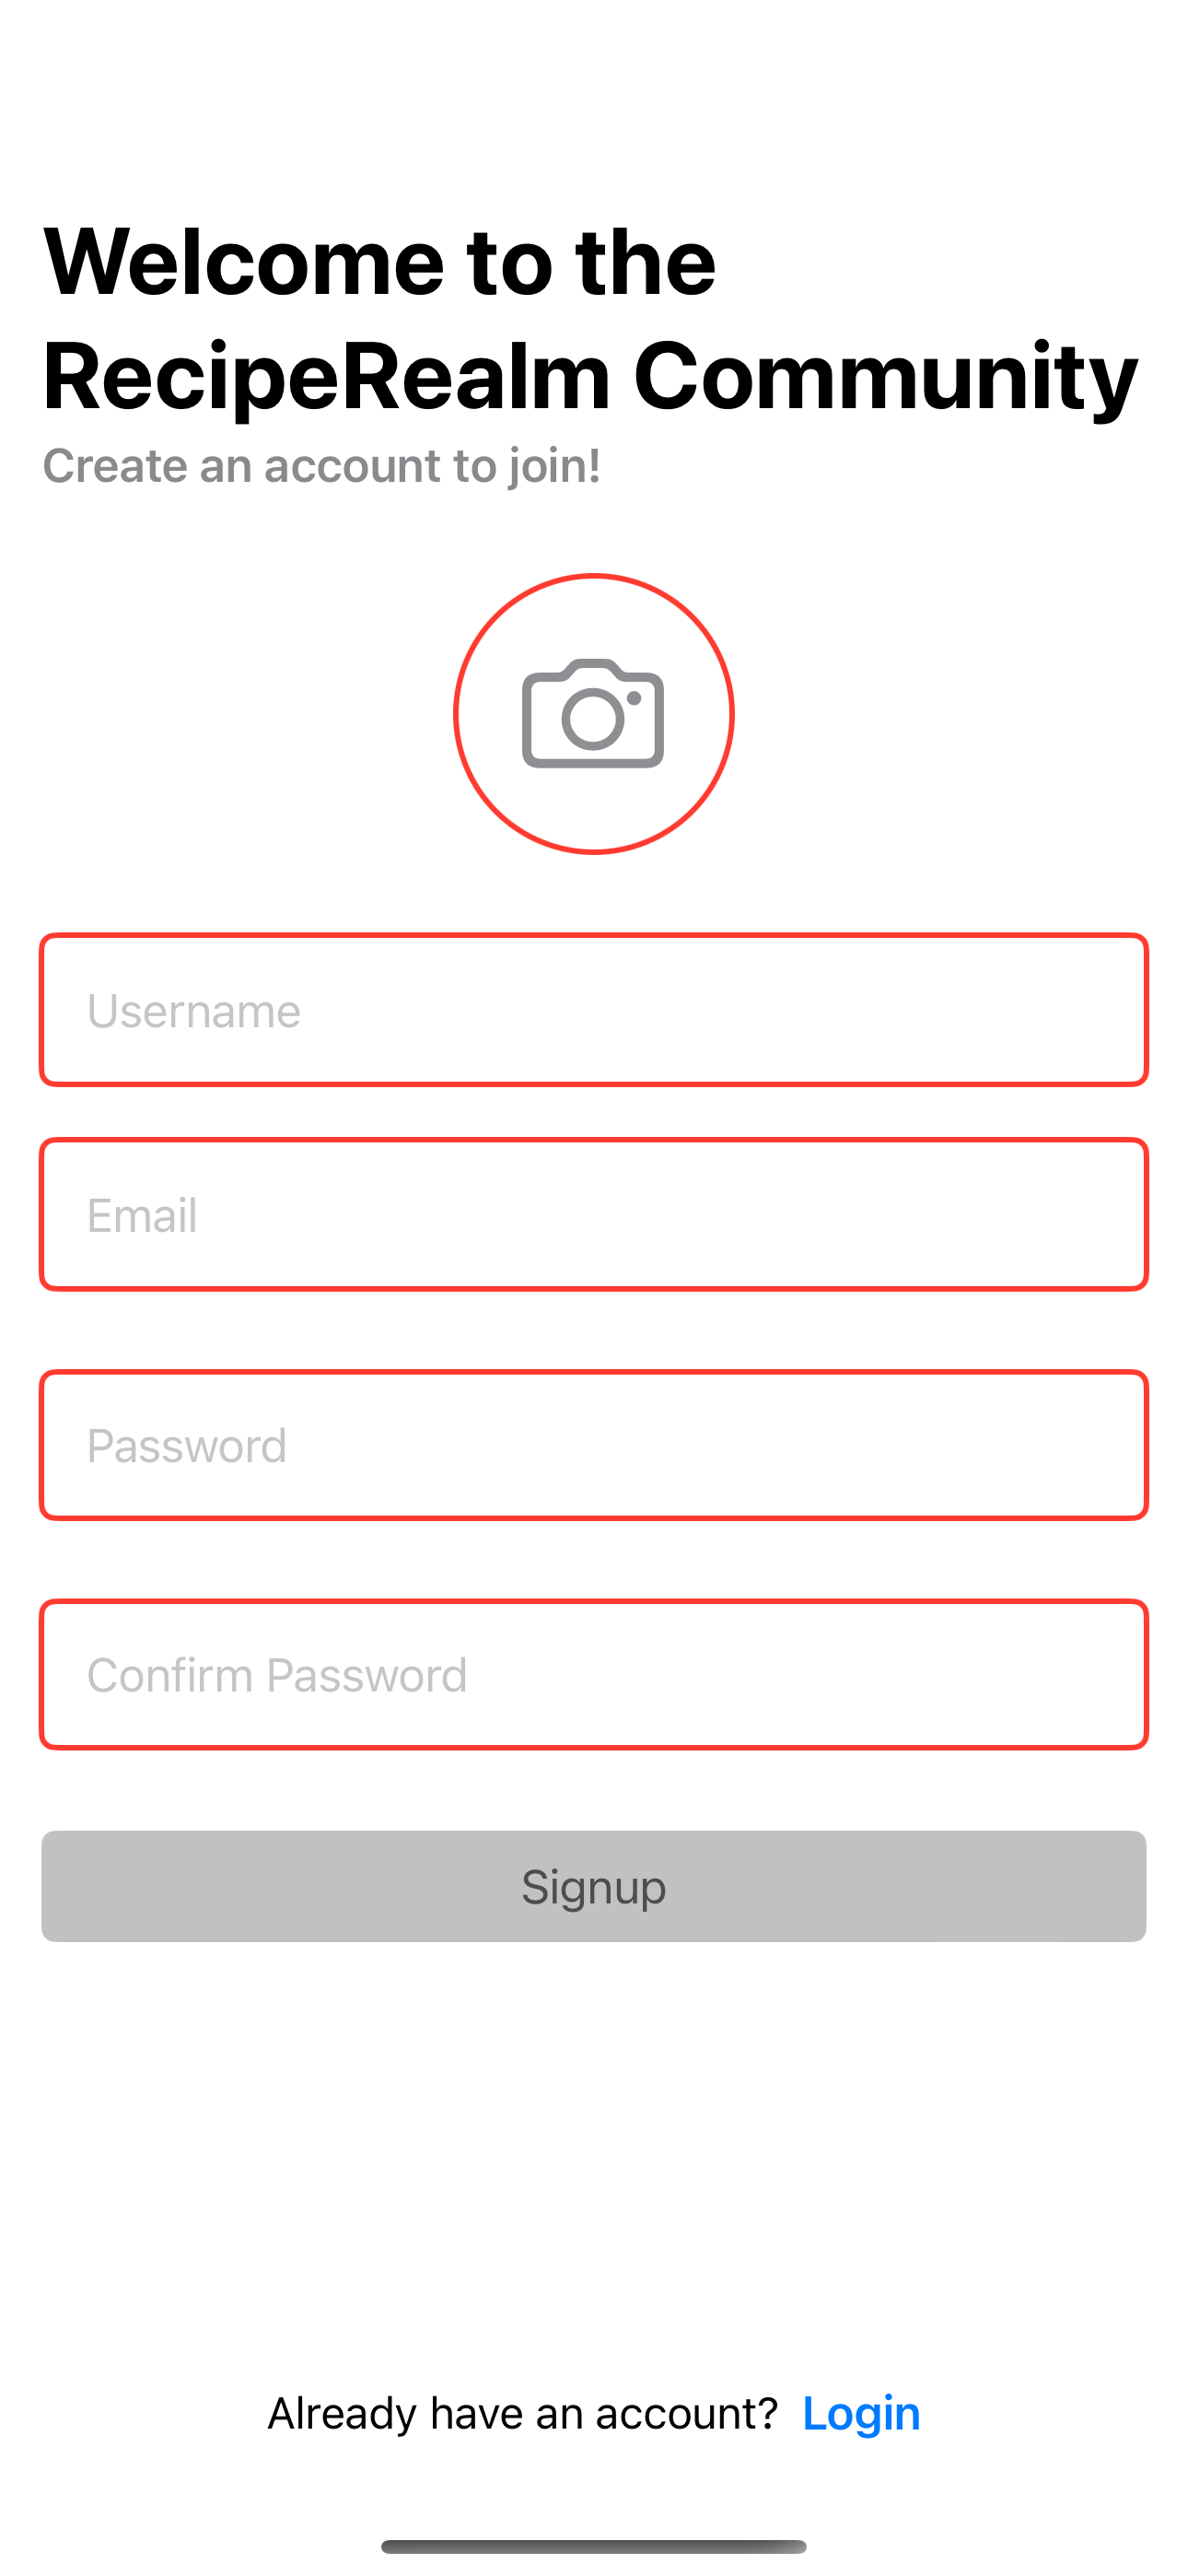 Welcome to the
RecipeRealm Community
Create an account to join!
Username
Email
Password
Confirm Password
Signup
Already have an account? Login